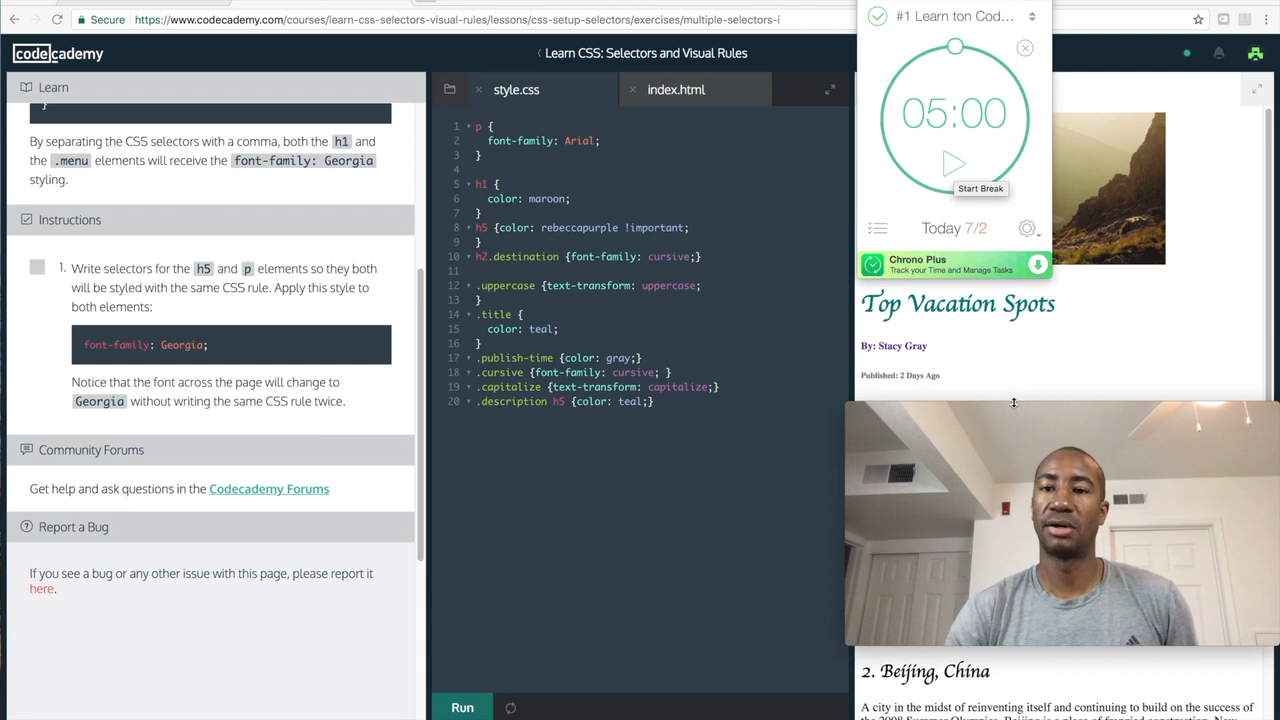 Secure
https://www.codecademy.com/courses/learn-css-selectors-visual-rules/lessons/css-setup-selectors/exercises/multiple-selectors-i
codecademy
Learn CSS: Selectors and Visual Rules
Learn
}
By separating the CSS selectors with a comma, both the h1 and
the .menu elements will receive the font-family: Georgia
styling.
Instructions
1. Write selectors for the h5 and p elements so they both
will be styled with the same CSS rule. Apply this style to
both elements:
font-family: Georgia;
Notice that the font across the page will change to
Georgia without writing the same CSS rule twice.
Community Forums
Get help and ask questions in the Codecademy Forums
Report a Bug
If you see a bug or any other issue with this page, please report it
here.
style.css
index.html
1 p {
2 font-family: Arial;
3 }
4
5 h1 {
6 color: maroon;
7 }
8 h5 {color: rebeccapurple !important;
9 }
10 h2.destination {font-family: cursive;}
11
12 .uppercase {text-transform: uppercase;
13 }
14 .title {
15 color: teal;
16 }
17 .publish-time {color: gray;}
18 .cursive {font-family: cursive; }
19 .capitalize {text-transform: capitalize;}
20 .description h5 {color: teal;}
Run
#1 Learn ton Cod...
05:00
Start Break
Today 7/2
Chrono Plus
Track your Time and Manage Tasks
Top Vacation Spots
By: Stacy Gray
Published: 2 Days Ago
2. Beijing, China
A city in the midst of reinventing itself and continuing to build on the success of